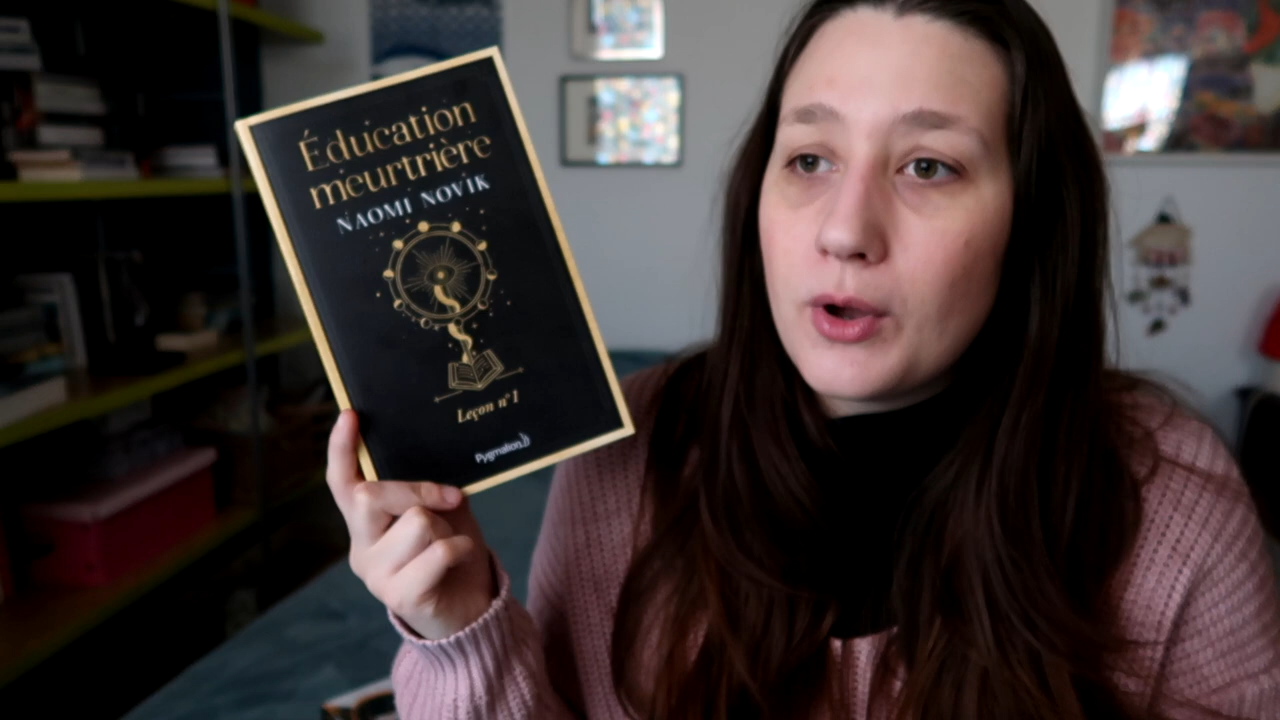 Éducation
meurtrière
NAOMI NOVIK
Leçon n°1
Pygmalion))